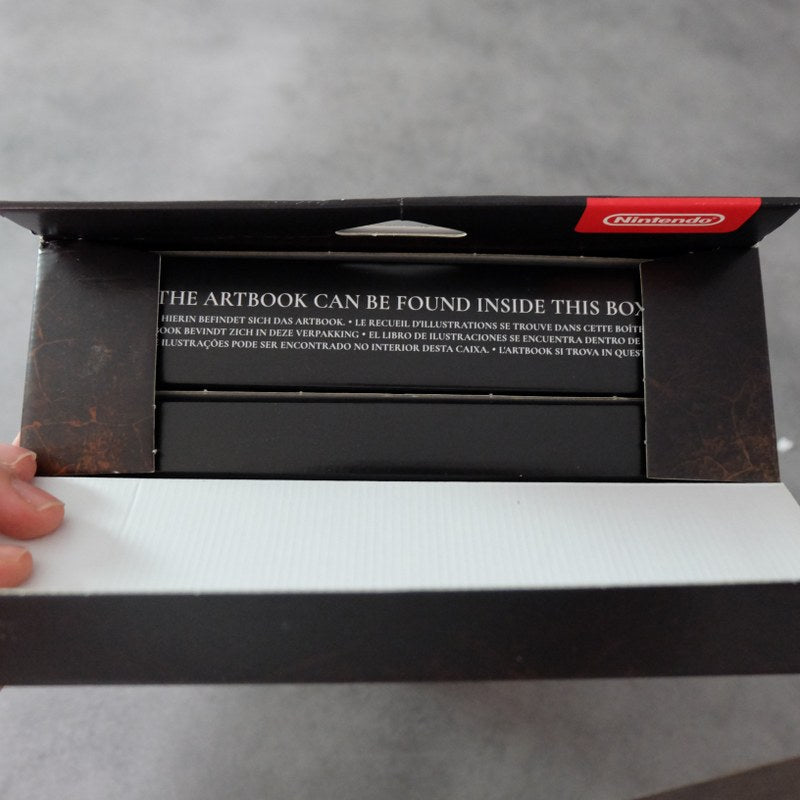 Nintendo
THE ARTBOOK CAN BE FOUND INSIDE THIS BOX
HIERIN BEFINDET SICH DAS ARTBOOK. • LE RECUEIL D'ILLUSTRATIONS SE TROUVE DANS CETTE BOÎTE
BEVINDT ZICH IN DEZE VERPAKKING • EL LIBRO DE ILUSTRACIONES SE ENCUENTRA DENTRO DE
ILUSTRAÇÕES PODE SER ENCONTRADO NO INTERIOR DESTA CAIXA. • L'ARTBOOK SI TROVA IN